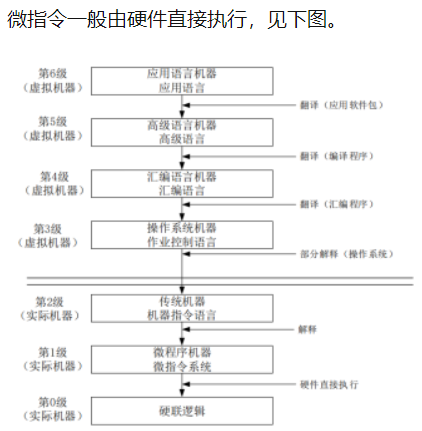 微指令一般由硬件直接执行，见下图。
第6级
（虚拟机器）
应用语言机器
应用语言
翻译（应用软件包）
第5级
（虚拟机器）
高级语言机器
高级语言
翻译（编译程序）
第4级
（虚拟机器）
汇编语言机器
汇编语言
翻译（汇编程序）
第3级
（虚拟机器）
操作系统机器
作业控制语言
部分解释（操作系统）
第2级
（实际机器）
传统机器
机器指令语言
解释
第1级
（实际机器）
微程序机器
微指令系统
硬件直接执行
第0级
（实际机器）
硬联逻辑